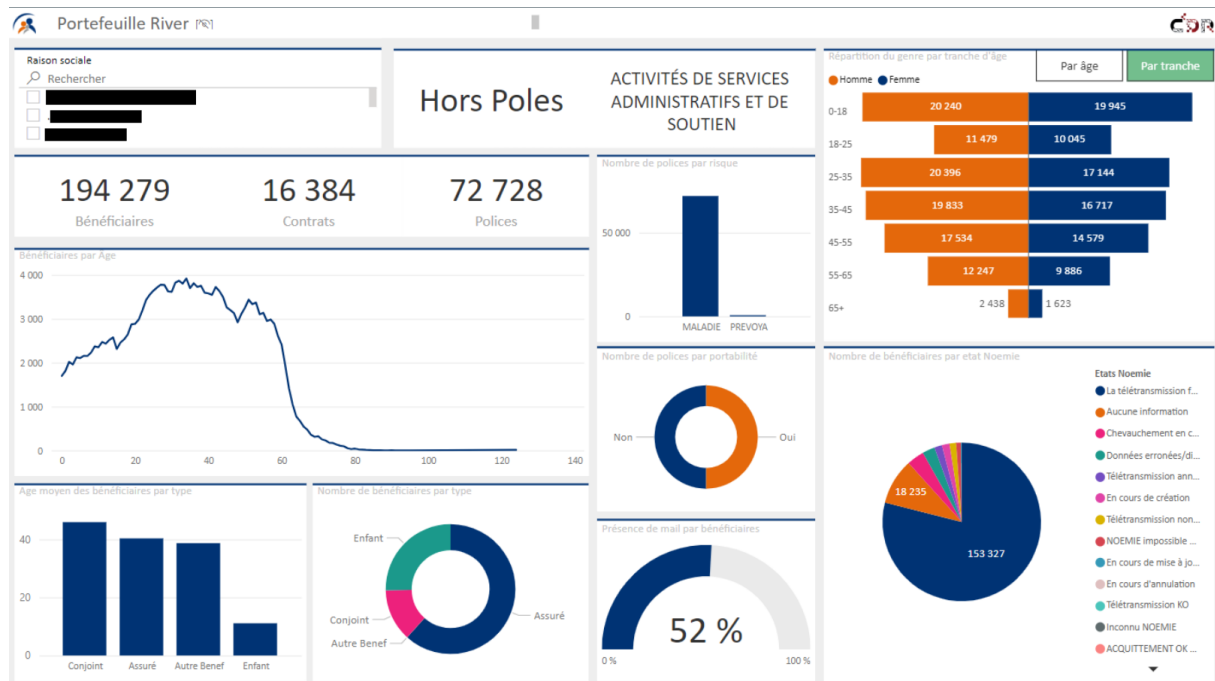 Portefeuille River
CDR
Raison sociale
Rechercher
Hors Poles
ACTIVITÉS DE SERVICES
ADMINISTRATIFS ET DE
SOUTIEN
Répartition du genre par tranche d'âge
Par âge
Par tranche
Homme Femme
0-18 20 240 19 945
18-25 11 479 10 045
25-35 20 396 17 144
35-45 19 833 16 717
45-55 17 534 14 579
55-65 12 247 9 886
65+ 2 438 1 623
194 279 16 384 72 728
Bénéficiaires Contrats Polices
Nombre de polices par risque
50 000
0
MALADIE PREVOYA
Bénéficiaires par Age
4 000
3 000
2 000
1 000
0
0 20 40 60 80 100 120 140
Nombre de polices par portabilité
Non Oui
Nombre de bénéficiaires par etat Noemie
18 235
153 327
Etats Noemie
La télétransmission f...
Aucune information
Chevauchement en c...
Données erronées/di...
Télétransmission ann...
En cours de création
Télétransmission non...
NOEMIE impossible ...
En cours de mise à jo...
En cours d'annulation
Télétransmission KO
Inconnu NOEMIE
ACQUITTEMENT OK ...
Age moyen des bénéficiaires par type
40
20
0
Conjoint Assuré Autre Benef Enfant
Nombre de bénéficiaires par type
Enfant
Conjoint
Autre Benef
Assuré
Présence de mail par bénéficiaires
52 %
0 % 100 %